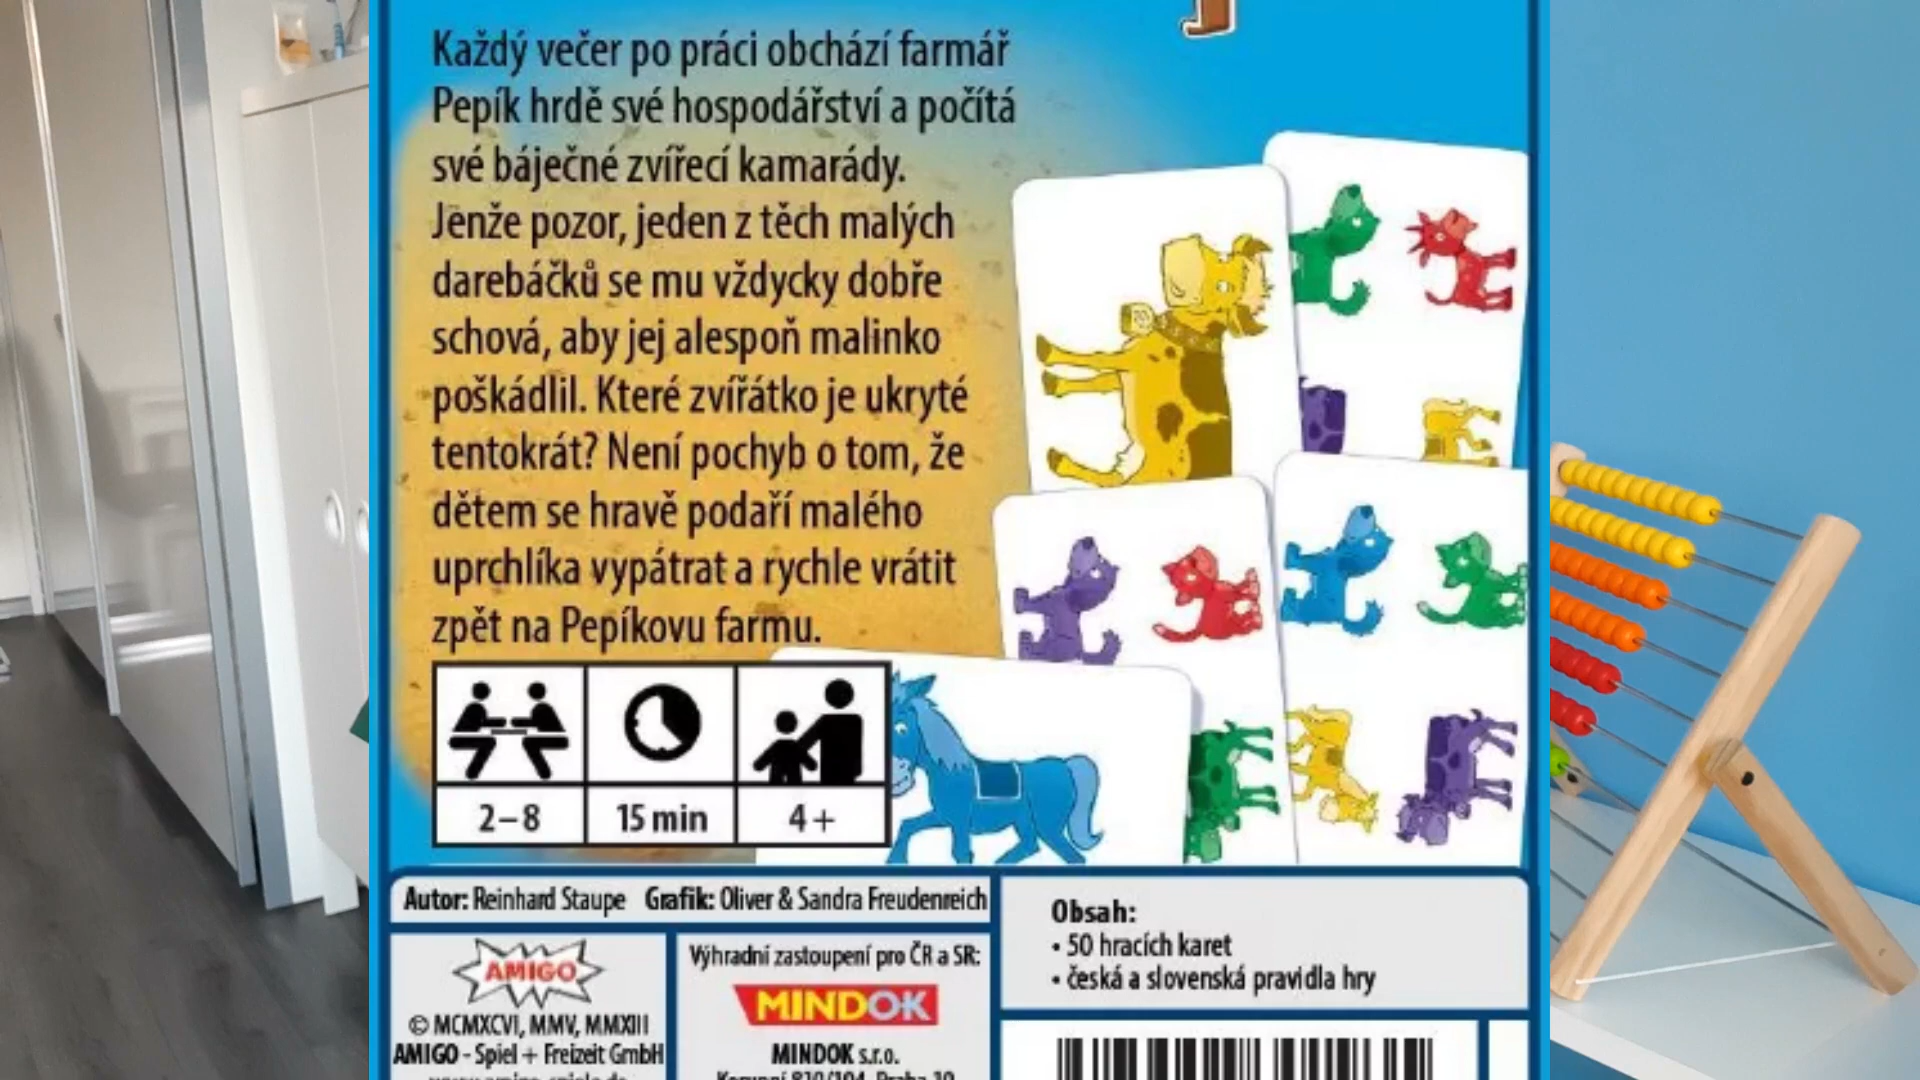 Každý večer po práci obchází farmář
Pepík hrdě své hospodářství a počítá
své báječné zvířecí kamarády.
Jenže pozor, jeden z těch malých
darebáčků se mu vždycky dobře
schová, aby jej alespoň malinko
poškádlil. Které zvířátko je ukryté
tentokrát? Není pochyb o tom, že
dětem se hravě podaří malého
uprchlíka vypátrat a rychle vrátit
zpět na Pepíkovu farmu.
2–8 15 min 4+
Autor: Reinhard Staupe Grafik: Oliver & Sandra Freudenreich
AMIGO
© MCMXCVI, MMV, MMXIII
AMIGO - Spiel + Freizeit GmbH
Výhradní zastoupení pro ČR a SR:
MINDOK
MINDOK s.r.o.
Obsah:
• 50 hracích karet
• česká a slovenská pravidla hry